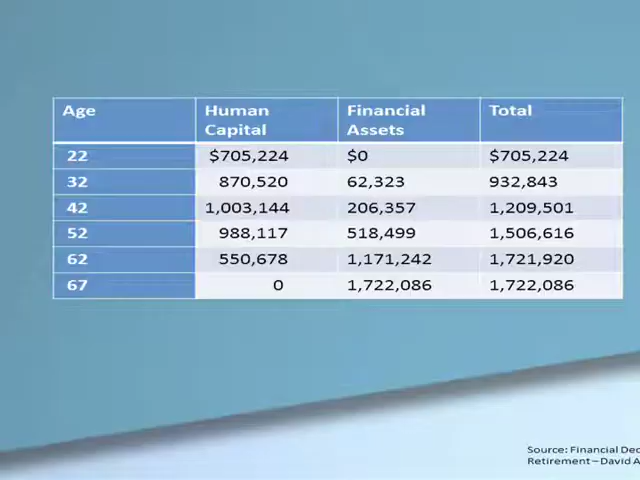 Age Human Capital Financial Assets Total
22 $705,224 $0 $705,224
32 870,520 62,323 932,843
42 1,003,144 206,357 1,209,501
52 988,117 518,499 1,506,616
62 550,678 1,171,242 1,721,920
67 0 1,722,086 1,722,086
Source: Financial Dec
Retirement – David A